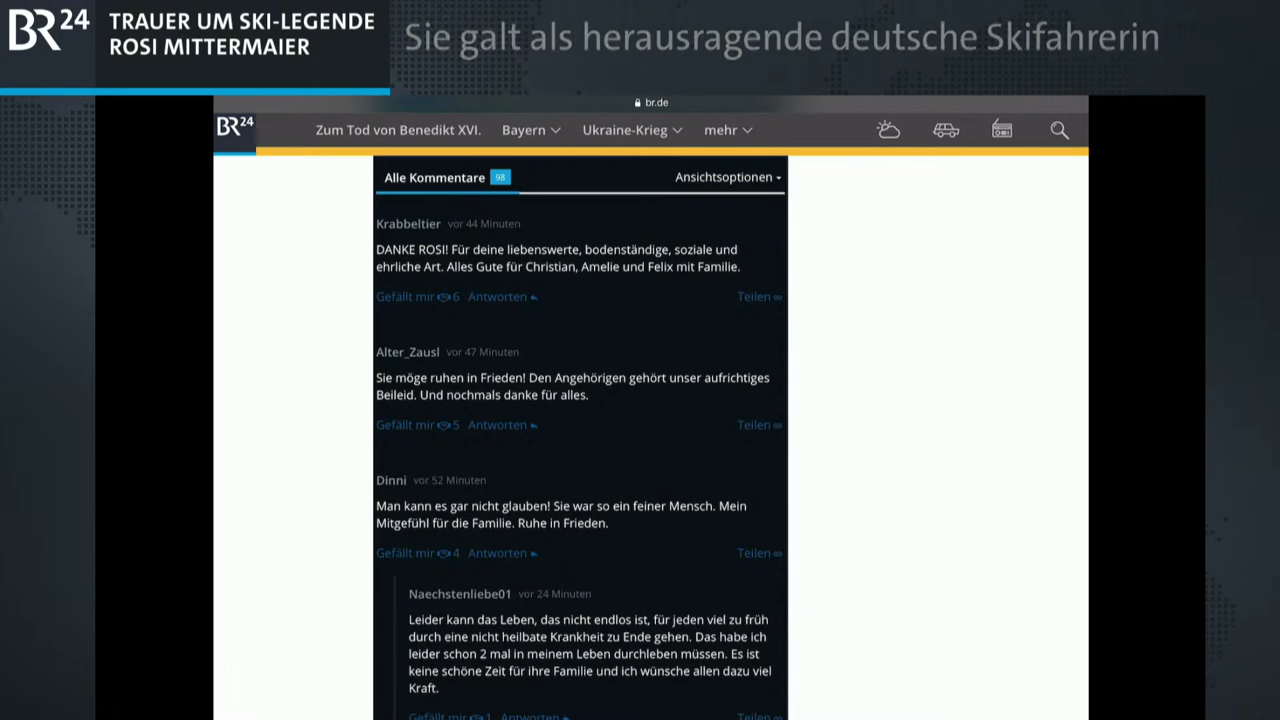 BR24
TRAUER UM SKI-LEGENDE
ROSI MITTERMAIER
Sie galt als herausragende deutsche Skifahrerin
br.de
BR24
Zum Tod von Benedikt XVI. Bayern Ukraine-Krieg mehr
Alle Kommentare 98 Ansichtsoptionen
Krabbeltier vor 44 Minuten
DANKE ROSI! Für deine liebenswerte, bodenständige, soziale und
ehrliche Art. Alles Gute für Christian, Amelie und Felix mit Familie.
Gefällt mir 6 Antworten Teilen
Alter_Zausl vor 47 Minuten
Sie möge ruhen in Frieden! Den Angehörigen gehört unser aufrichtiges
Beileid. Und nochmals danke für alles.
Gefällt mir 5 Antworten Teilen
Dinni vor 52 Minuten
Man kann es gar nicht glauben! Sie war so ein feiner Mensch. Mein
Mitgefühl für die Familie. Ruhe in Frieden.
Gefällt mir 4 Antworten Teilen
Naechstenliebe01 vor 24 Minuten
Leider kann das Leben, das nicht endlos ist, für jeden viel zu früh
durch eine nicht heilbate Krankheit zu Ende gehen. Das habe ich
leider schon 2 mal in meinem Leben durchleben müssen. Es ist
keine schöne Zeit für ihre Familie und ich wünsche allen dazu viel
Kraft.
Gefällt mir 1 Antworten Teilen